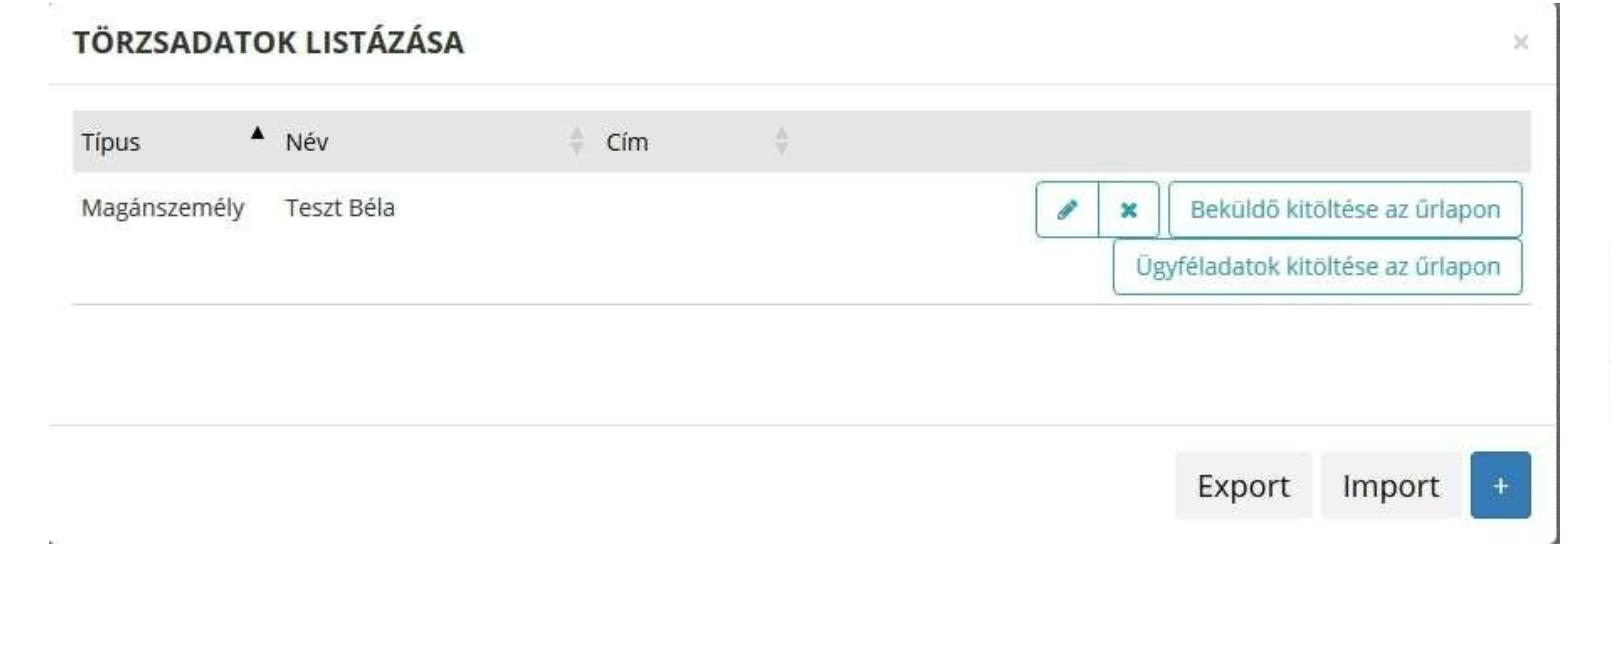 TÖRZSADATOK LISTÁZÁSA
Típus Név Cím
Magánszemély Teszt Béla Beküldő kitöltése az űrlapon
Ügyféladatok kitöltése az űrlapon
Export Import +